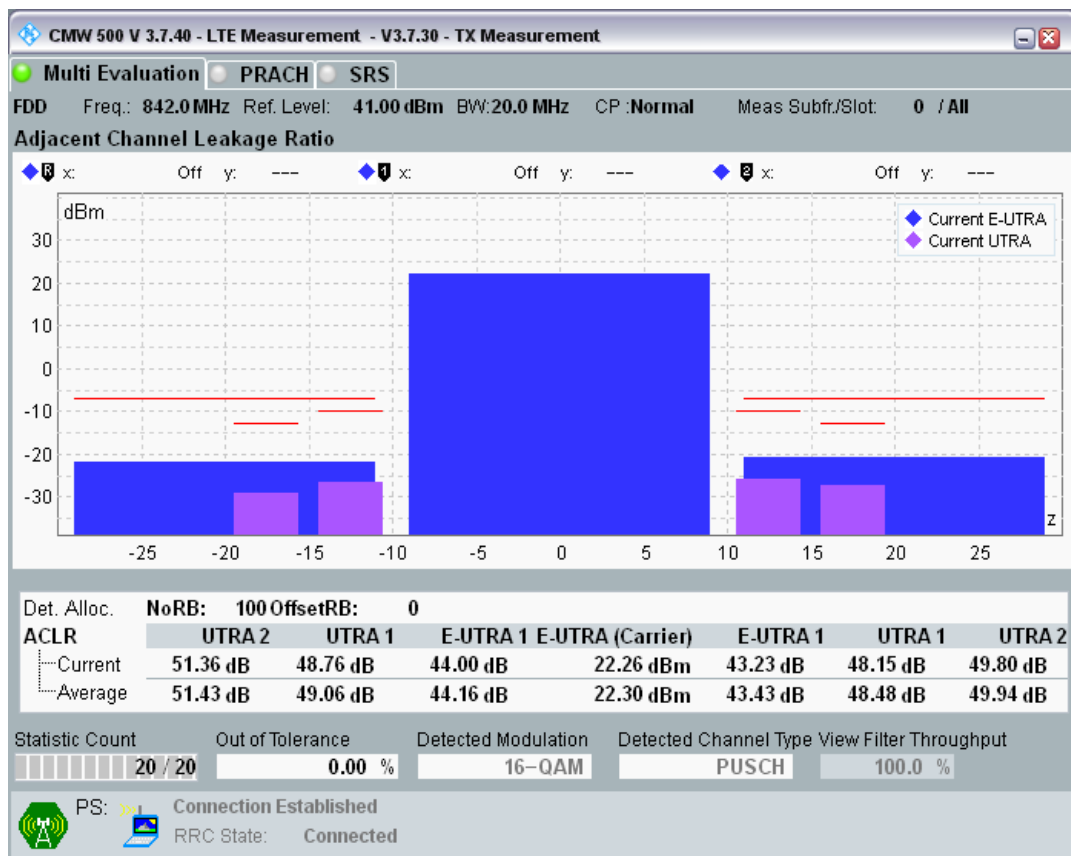 CMW 500 V 3.7.40 - LTE Measurement - V3.7.30 - TX Measurement
Multi Evaluation PRACH SRS
FDD Freq.: 842.0 MHz Ref. Level: 41.00 dBm BW:20.0 MHz CP :Normal Meas Subfr./Slot: 0 / All
Adjacent Channel Leakage Ratio
R x: Off y: --- 1 x: Off y: --- 2 x: Off y: ---
dBm
Current E-UTRA
Current UTRA
30
20
10
0
-10
-20
-30
z
-25 -20 -15 -10 -5 0 5 10 15 20 25
Det. Alloc. NoRB: 100 OffsetRB: 0
ACLR UTRA 2 UTRA 1 E-UTRA 1 E-UTRA (Carrier) E-UTRA 1 UTRA 1 UTRA 2
Current 51.36 dB 48.76 dB 44.00 dB 22.26 dBm 43.23 dB 48.15 dB 49.80 dB
Average 51.43 dB 49.06 dB 44.16 dB 22.30 dBm 43.43 dB 48.48 dB 49.94 dB
Statistic Count Out of Tolerance Detected Modulation Detected Channel Type View Filter Throughput
20 / 20 0.00 % 16-QAM PUSCH 100.0 %
PS: Connection Established
RRC State: Connected